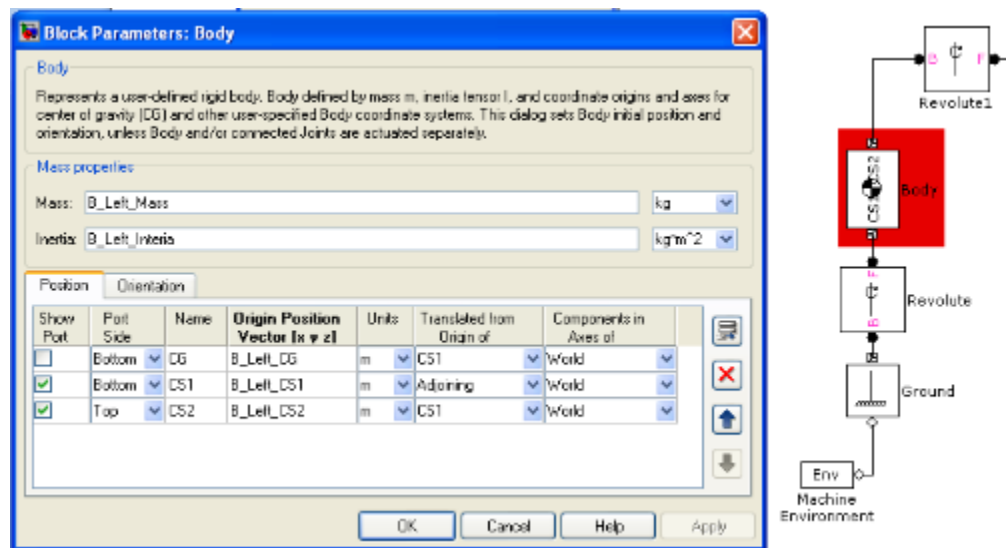 Block Parameters: Body
Body
Represents a user-defined rigid body. Body defined by mass m, inertia tensor I, and coordinate origins and axes for
center of gravity (CG) and other user-specified Body coordinate systems. This dialog sets Body initial position and
orientation, unless Body and/or connected Joints are actuated separately.
Mass properties
Mass: B_Left_Mass kg
Inertia: B_Left_Interia kg*m^2
Position Orientation
Show Port Port Side Name Origin Position Vector [x y z] Units Translated from Origin of Components in Axes of
Bottom CG B_Left_CG m CS1 World
Bottom CS1 B_Left_CS1 m Adjoining World
Top CS2 B_Left_CS2 m CS1 World
OK Cancel Help Apply
B F
Revolute1
CS1 CS2
Body
F
B
Revolute
Ground
Env
Machine
Environment